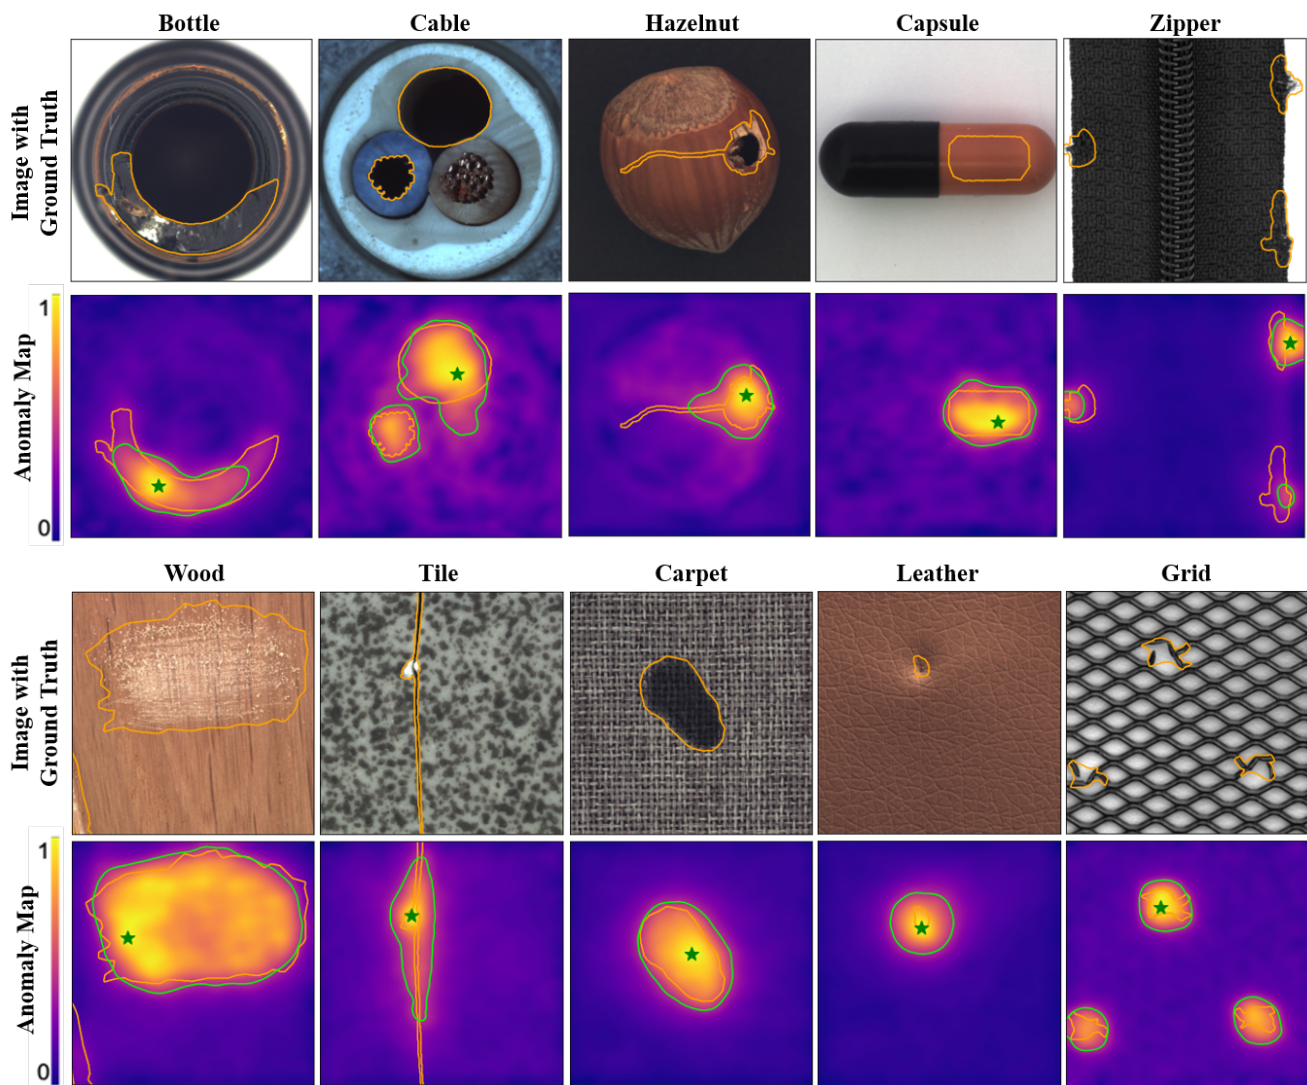 Bottle
Cable
Hazelnut
Capsule
Zipper
Image with
Ground Truth
Anomaly Map
1
0
Wood
Tile
Carpet
Leather
Grid
Image with
Ground Truth
Anomaly Map
1
0